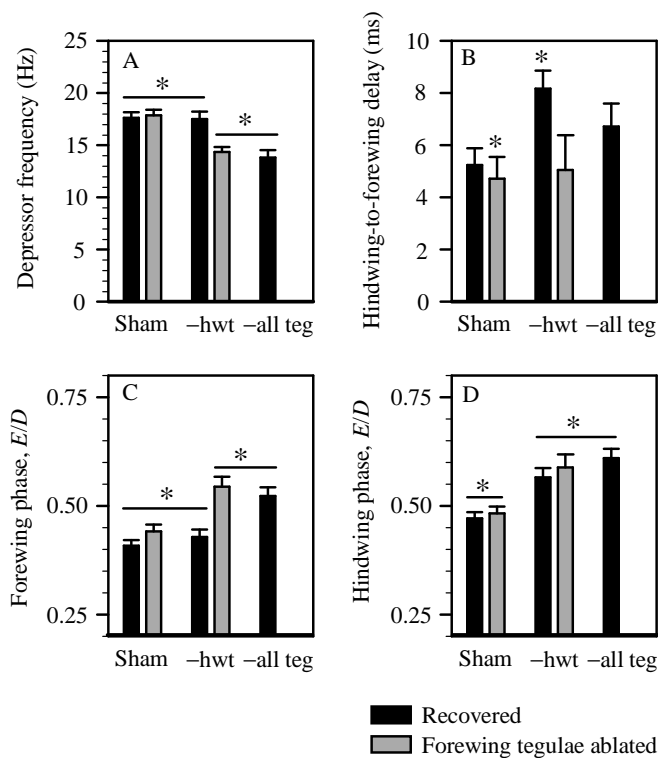 25
20
15
10
5
0
Depressor frequency (Hz)
A
*
*
Sham
–hwt
–all teg
10
8
6
4
2
0
Hindwing-to-forewing delay (ms)
B
*
*
Sham
–hwt
–all teg
0.75
0.50
0.25
Forewing phase, E/D
C
*
*
Sham
–hwt
–all teg
0.75
0.50
0.25
Hindwing phase, E/D
D
*
*
Sham
–hwt
–all teg
Recovered
Forewing tegulae ablated